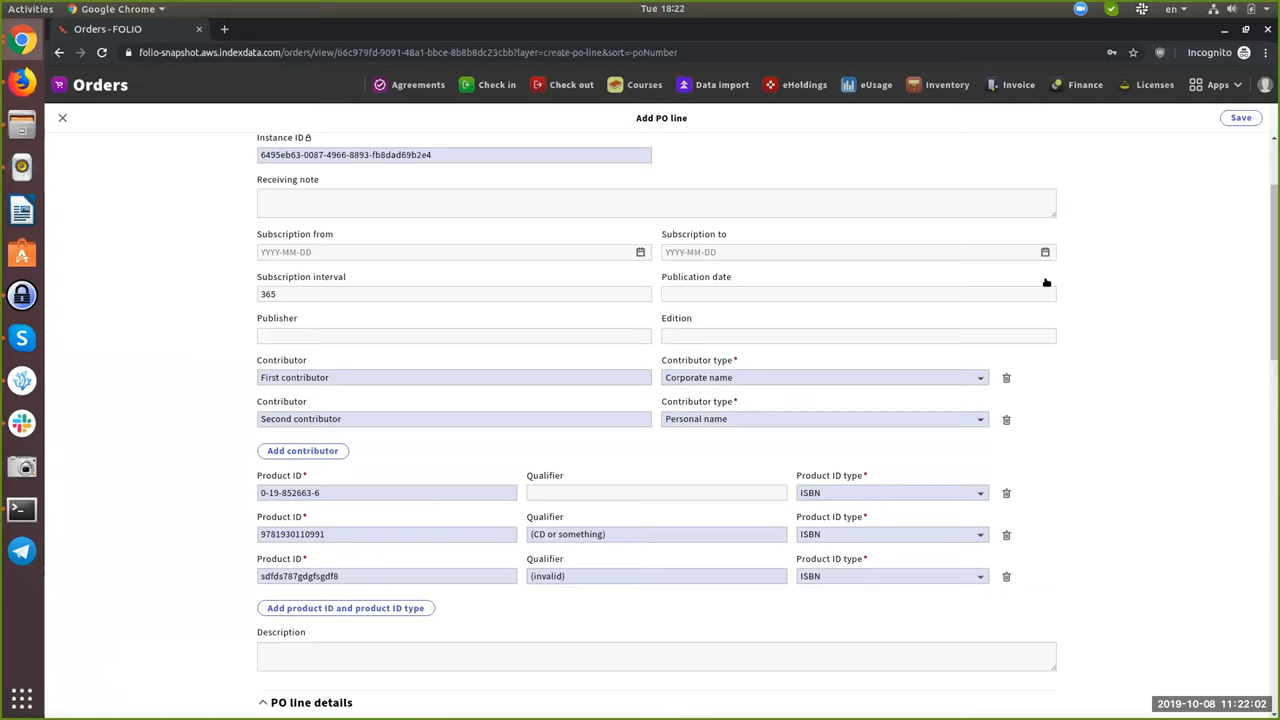 Activities
Google Chrome
Tue 18:22
en
Orders - FOLIO
folio-snapshot.aws.indexdata.com/orders/view/66c979fd-9091-48a1-bbce-8b8b8dc23cbb?layer=create-po-line&sort=-poNumber
Incognito
Orders
Agreements
Check in
Check out
Courses
Data import
eHoldings
eUsage
Inventory
Invoice
Finance
Licenses
Apps
Add PO line
Save
Instance ID
6495eb63-0087-4966-8893-fb8dad69b2e4
Receiving note
Subscription from
Subscription to
YYYY-MM-DD
YYYY-MM-DD
Subscription interval
Publication date
365
Publisher
Edition
Contributor
Contributor type*
First contributor
Corporate name
Contributor
Contributor type*
Second contributor
Personal name
Add contributor
Product ID*
Qualifier
Product ID type*
0-19-852663-6
ISBN
Product ID*
Qualifier
Product ID type*
9781930110991
(CD or something)
ISBN
Product ID*
Qualifier
Product ID type*
sdfds787gdgfsgdf8
(invalid)
ISBN
Add product ID and product ID type
Description
PO line details
2019-10-08 11:22:02